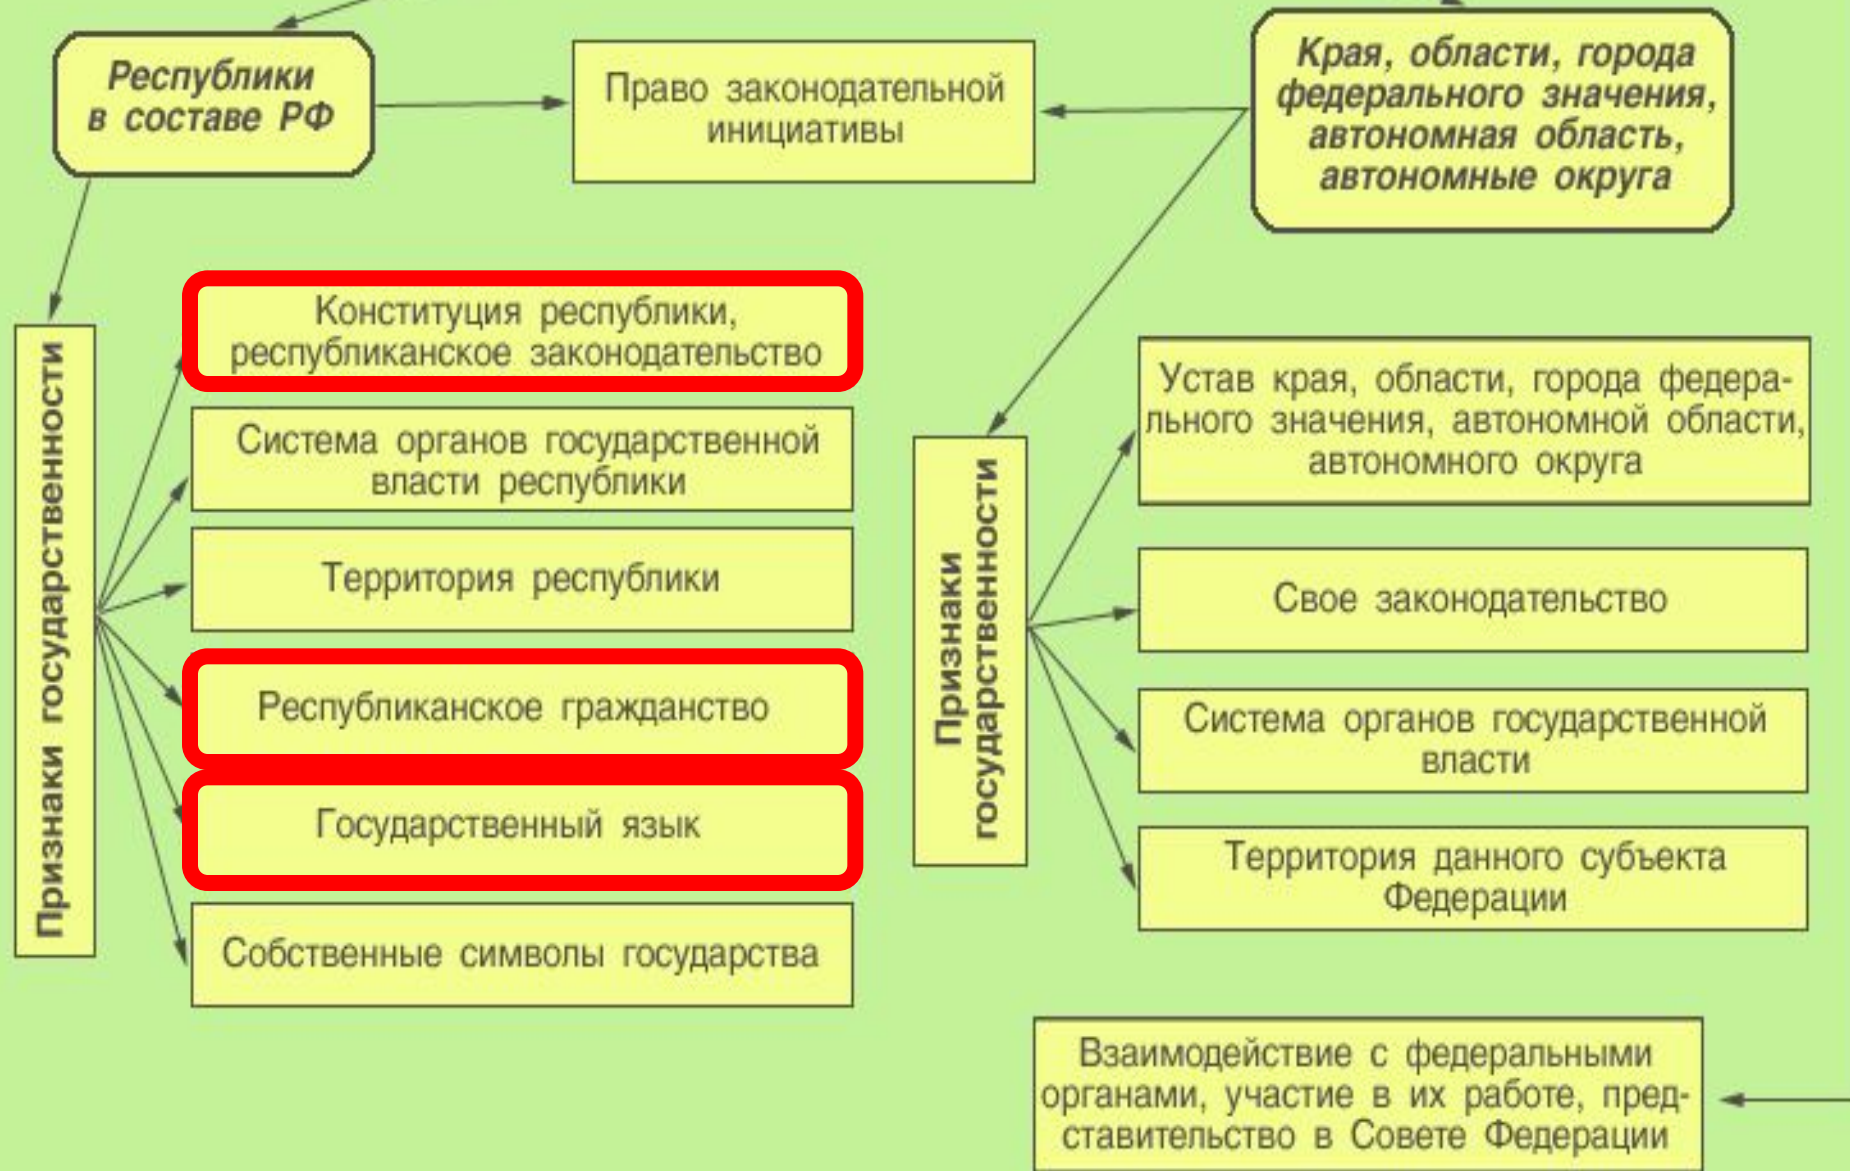 Республики
в составе РФ
Право законодательной
инициативы
Края, области, города
федерального значения,
автономная область,
автономные округа
Признаки государственности
Конституция республики,
республиканское законодательство
Система органов государственной
власти республики
Территория республики
Республиканское гражданство
Государственный язык
Собственные символы государства
Признаки
государственности
Устав края, области, города федера-
льного значения, автономной области,
автономного округа
Свое законодательство
Система органов государственной
власти
Территория данного субъекта
Федерации
Взаимодействие с федеральными
органами, участие в их работе, пред-
ставительство в Совете Федерации